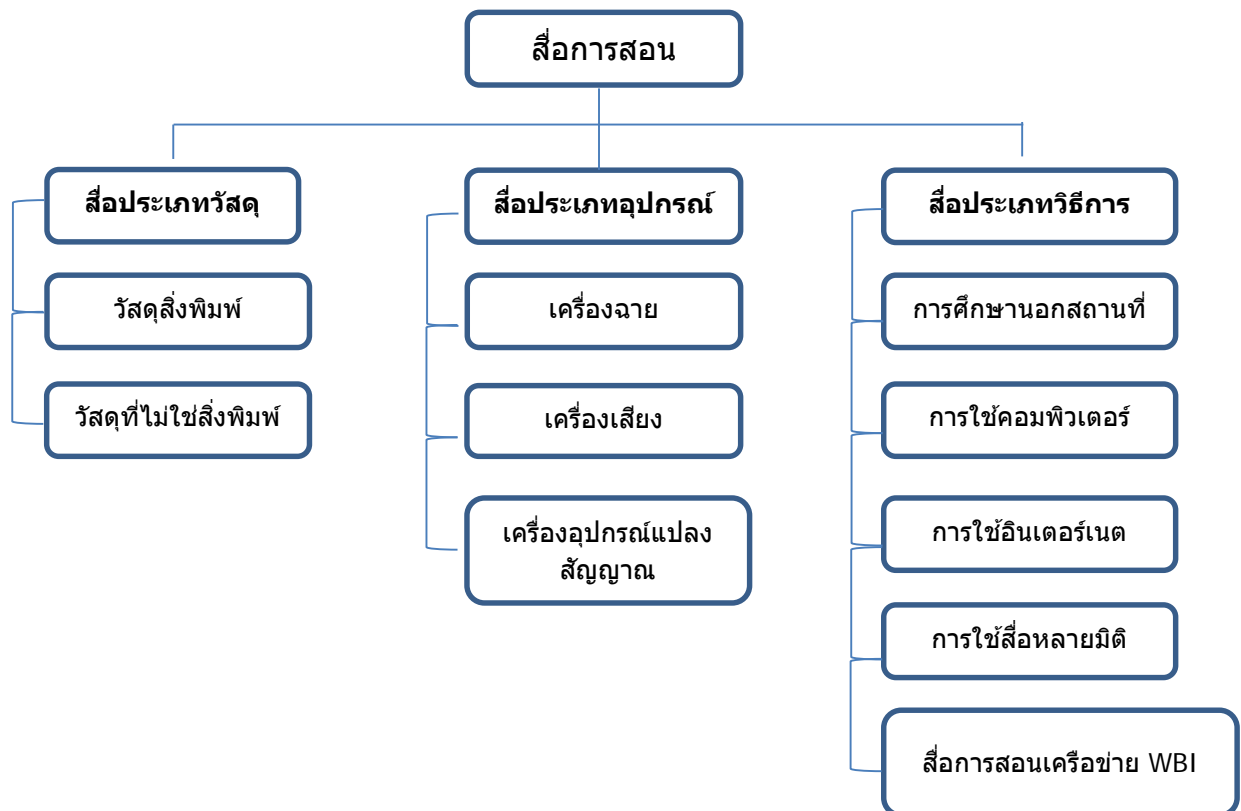 สื่อการสอน
สื่อประเภทวัสดุ
วัสดุสิ่งพิมพ์
วัสดุที่ไม่ใช่สิ่งพิมพ์
สื่อประเภทอุปกรณ์
เครื่องฉาย
เครื่องเสียง
เครื่องอุปกรณ์แปลง
สัญญาณ
สื่อประเภทวิธีการ
การศึกษานอกสถานที่
การใช้คอมพิวเตอร์
การใช้อินเตอร์เนต
การใช้สื่อหลายมิติ
สื่อการสอนเครือข่าย WBI